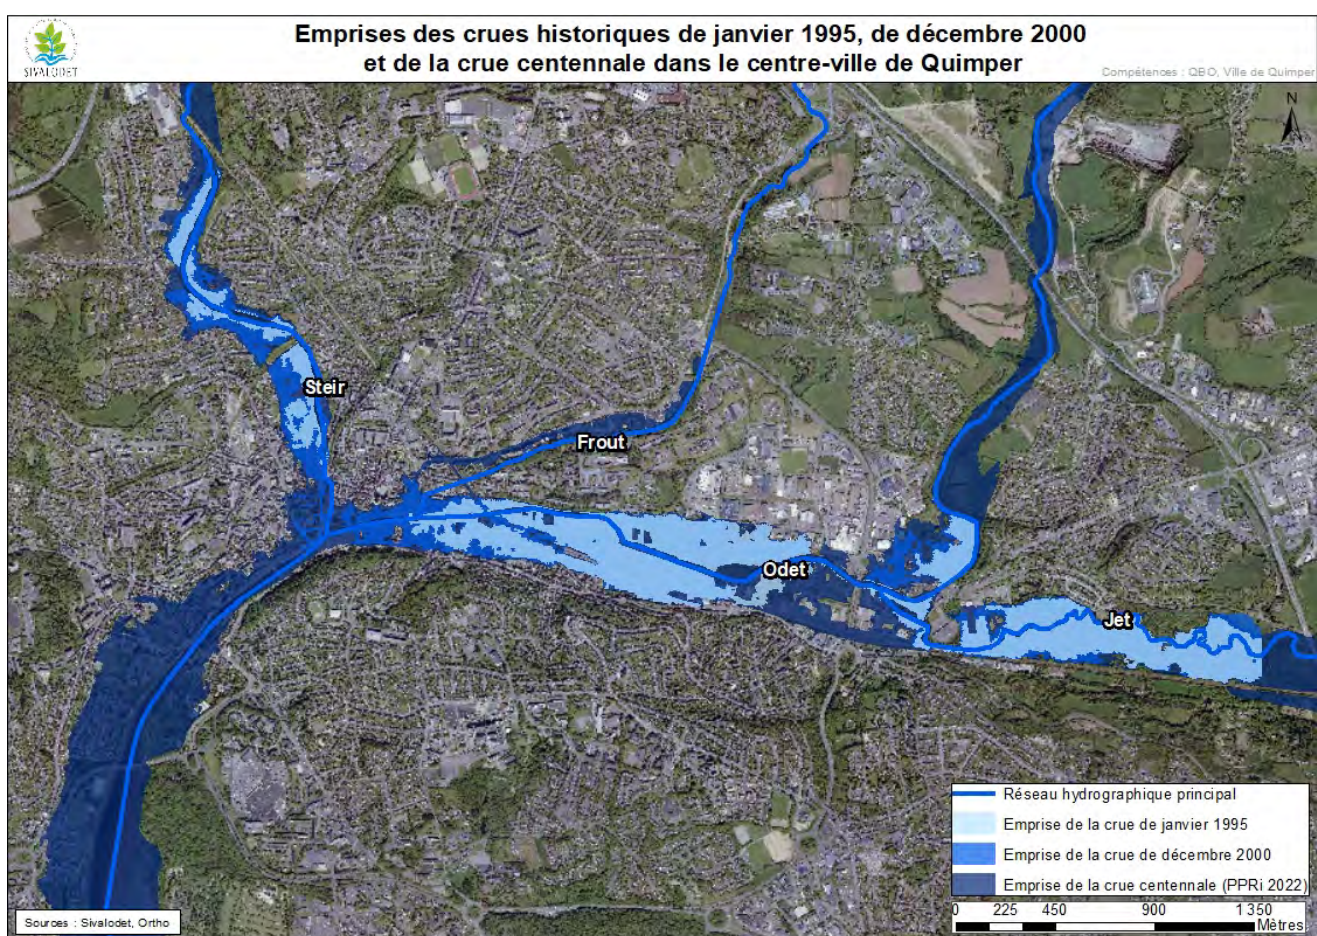 SIVALODET
Emprises des crues historiques de janvier 1995, de décembre 2000
et de la crue centennale dans le centre-ville de Quimper
Compétences : QBO, Ville de Quimper
N
Steir
Frout
Odet
Jet
Réseau hydrographique principal
Emprise de la crue de janvier 1995
Emprise de la crue de décembre 2000
Emprise de la crue centennale (PPRi 2022)
0 225 450 900 1 350
Mètres
Sources : Sivalodet, Ortho